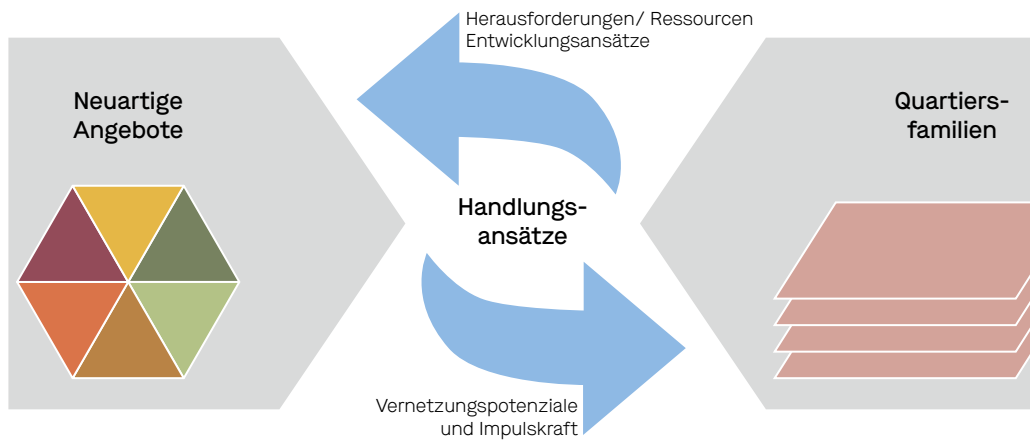 Herausforderungen/ Ressourcen
Entwicklungsansätze
Neuartige
Angebote
Quartiers-
familien
Handlungs-
ansätze
Vernetzungspotenziale
und Impulskraft